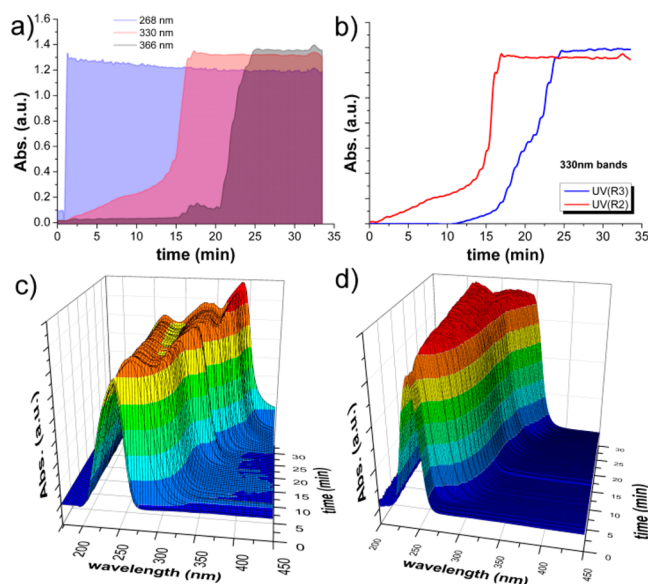 a)
268 nm
330 nm
366 nm
Abs. (a.u.)
1.6
1.4
1.2
1.0
0.8
0.6
0.4
0.2
0.0
0 5 10 15 20 25 30 35
time (min)
b)
Abs. (a.u.)
330nm bands
UV(R3)
UV(R2)
0 5 10 15 20 25 30 35
time (min)
c)
Abs. (a.u.)
200 250 300 350 400 450
wavelength (nm)
0 5 10 15 20 25 30
time (min)
d)
Abs. (a.u.)
200 250 300 350 400 450
wavelength (nm)
0 5 10 15 20 25 30
time (min)